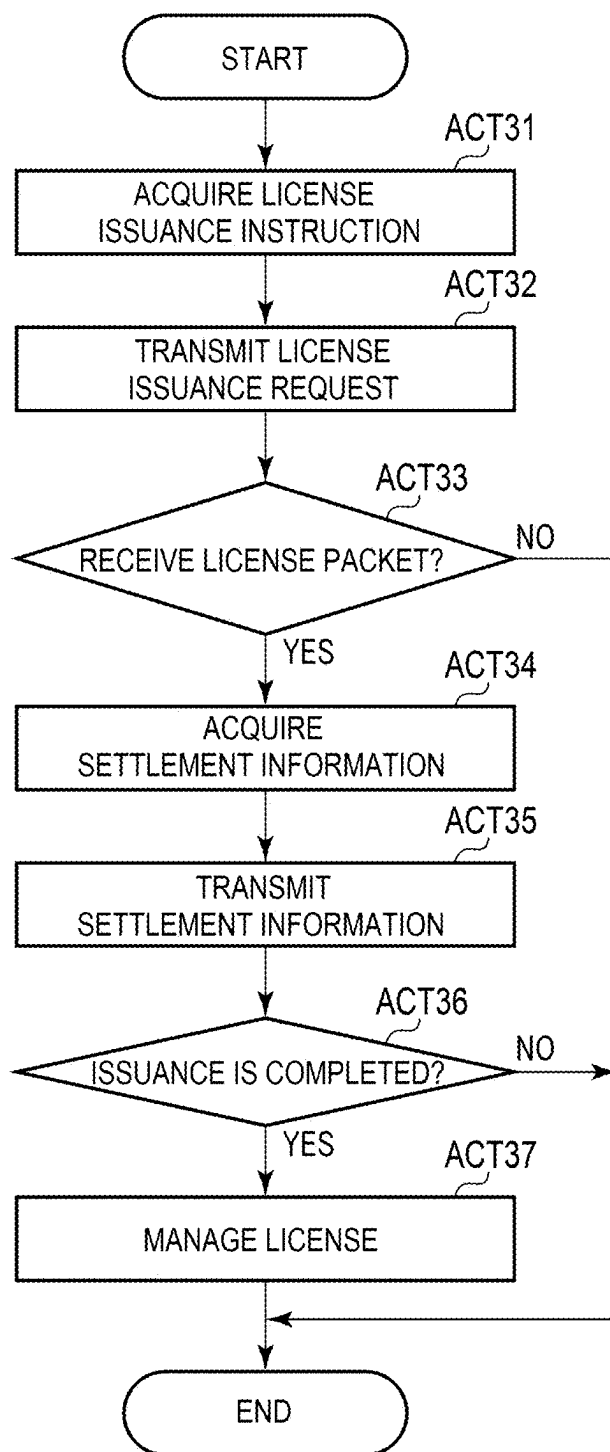 START
ACT31
ACQUIRE LICENSE
ISSUANCE INSTRUCTION
ACT32
TRANSMIT LICENSE
ISSUANCE REQUEST
ACT33
RECEIVE LICENSE PACKET?
NO
YES
ACT34
ACQUIRE
SETTLEMENT INFORMATION
ACT35
TRANSMIT
SETTLEMENT INFORMATION
ACT36
ISSUANCE IS COMPLETED?
NO
YES
ACT37
MANAGE LICENSE
END